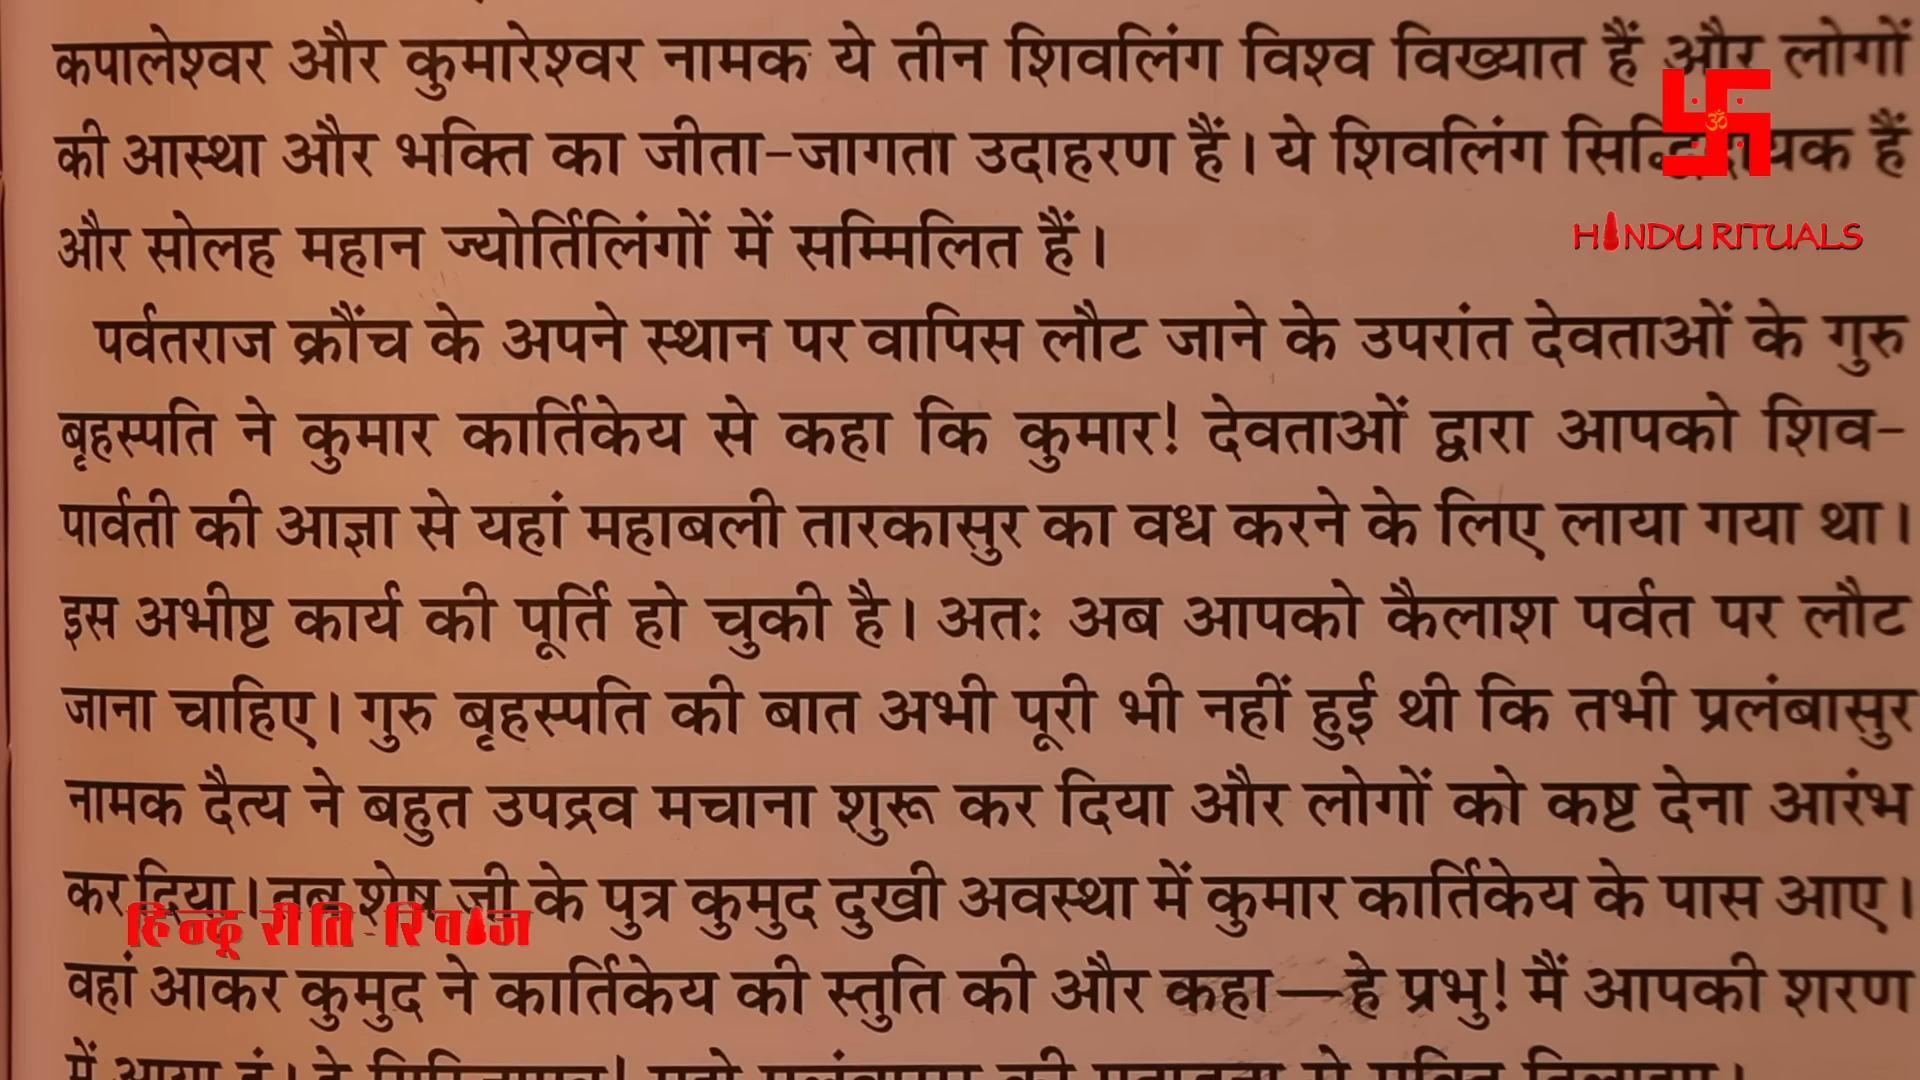 कपालेश्वर और कुमारेश्वर नामक ये तीन शिवलिंग विश्व विख्यात हैं और लोगों
की आस्था और भक्ति का जीता-जागता उदाहरण हैं। ये शिवलिंग सिद्धिदायक हैं
और सोलह महान ज्योर्तिलिंगों में सम्मिलित हैं।
HINDU RITUALS
पर्वतराज क्रौंच के अपने स्थान पर वापिस लौट जाने के उपरांत देवताओं के गुरु
बृहस्पति ने कुमार कार्तिकेय से कहा कि कुमार! देवताओं द्वारा आपको शिव-
पार्वती की आज्ञा से यहां महाबली तारकासुर का वध करने के लिए लाया गया था।
इस अभीष्ट कार्य की पूर्ति हो चुकी है। अतः अब आपको कैलाश पर्वत पर लौट
जाना चाहिए। गुरु बृहस्पति की बात अभी पूरी भी नहीं हुई थी कि तभी प्रलंबासुर
नामक दैत्य ने बहुत उपद्रव मचाना शुरू कर दिया और लोगों को कष्ट देना आरंभ
कर दिया। तब शेष जी के पुत्र कुमुद दुखी अवस्था में कुमार कार्तिकेय के पास आए।
हिन्दू रीति-रिवाज
वहां आकर कुमुद ने कार्तिकेय की स्तुति की और कहा—हे प्रभु! मैं आपकी शरण
में आया हूं। हे